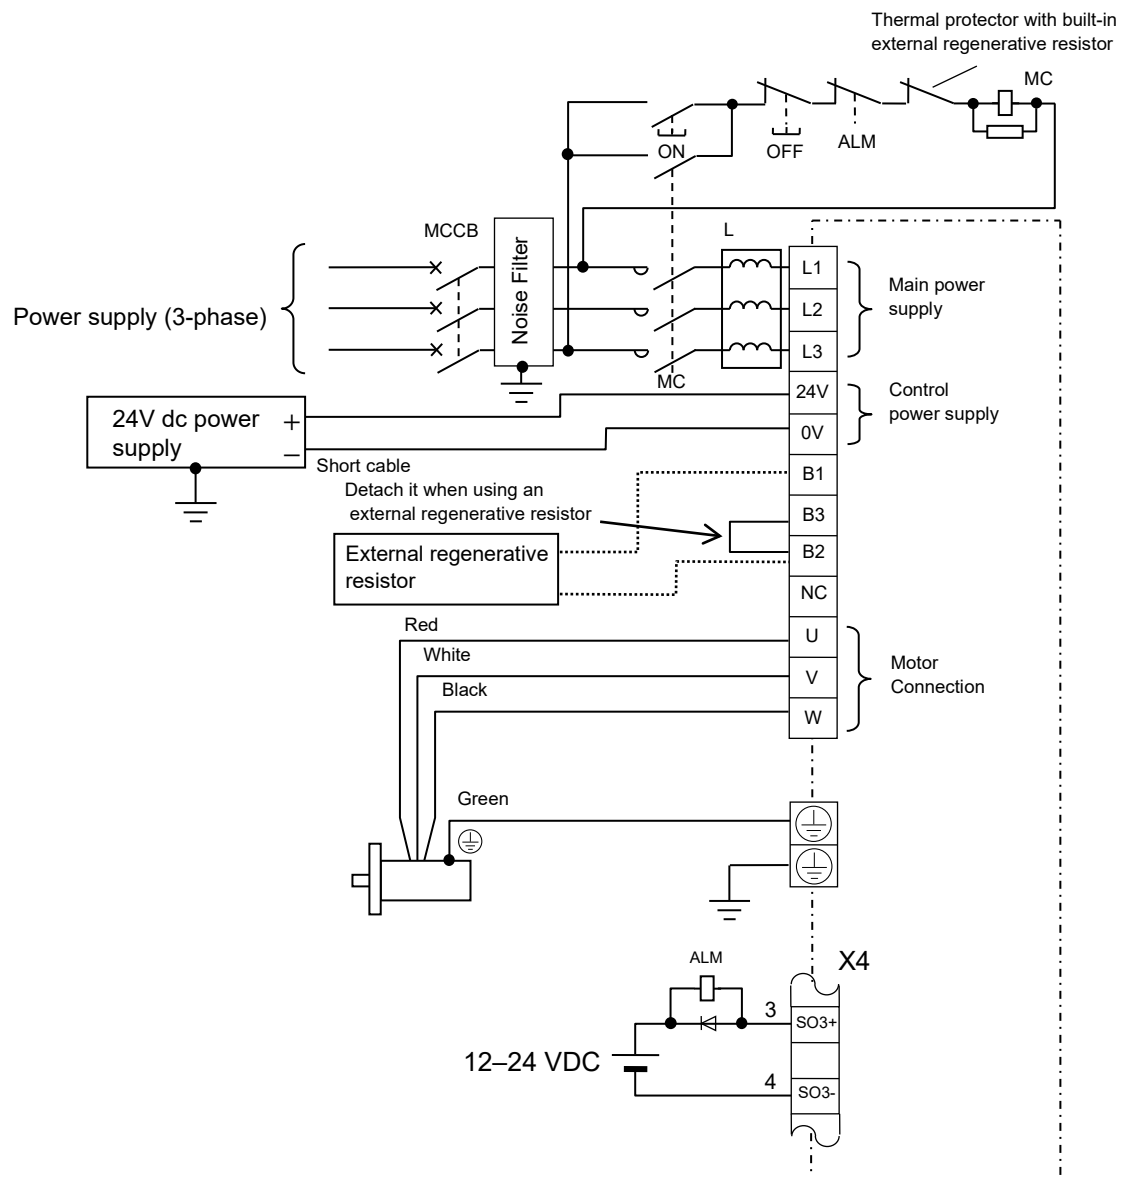 Thermal protector with built-in
external regenerative resistor
MC
ON
OFF
ALM
MCCB
L
Noise Filter
Power supply (3-phase)
L1
L2
L3
Main power
supply
MC
24V
0V
Control
power supply
24V dc power
supply
+
−
Short cable
Detach it when using an
external regenerative resistor
B1
B3
B2
NC
External regenerative
resistor
Red
White
Black
U
V
W
Motor
Connection
Green
ALM
X4
3
SO3+
12–24 VDC
4
SO3-